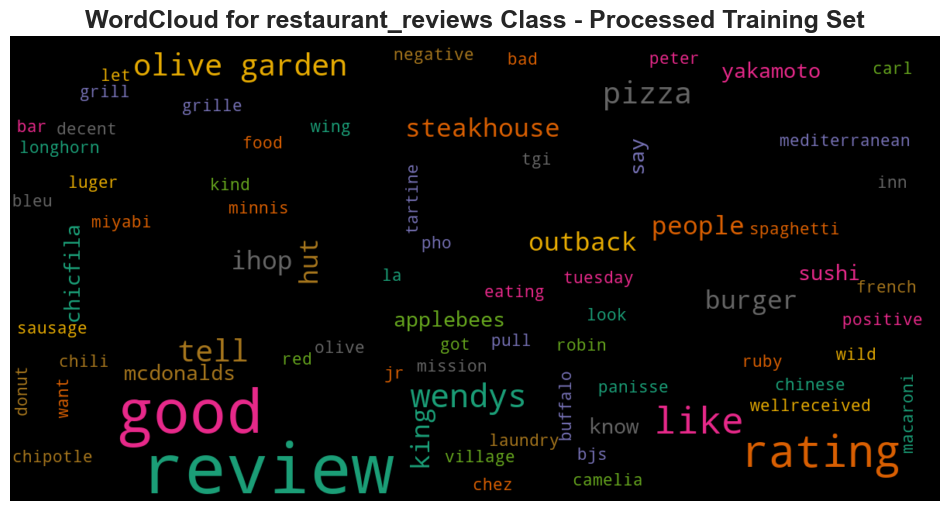 WordCloud for restaurant_reviews Class - Processed Training Set
negative
bad
peter
let
olive garden
yakamoto
carl
grill
pizza
grille
bar
decent
wing
steakhouse
say
mediterranean
longhorn
food
tgi
luger
kind
tartine
inn
bleu
minnis
miyabi
people
spaghetti
chicfila
pho
outback
ihop
hut
la
tuesday
sushi
eating
french
burger
sausage
applebees
look
positive
tell
olive
got
pull
robin
chili
red
mission
ruby
wild
donut
want
mcdonalds
jr
buffalo
panisse
chinese
macaroni
good
wendys
wellreceived
king
know
like
laundry
chipotle
village
bjs
rating
review
chez
camelia